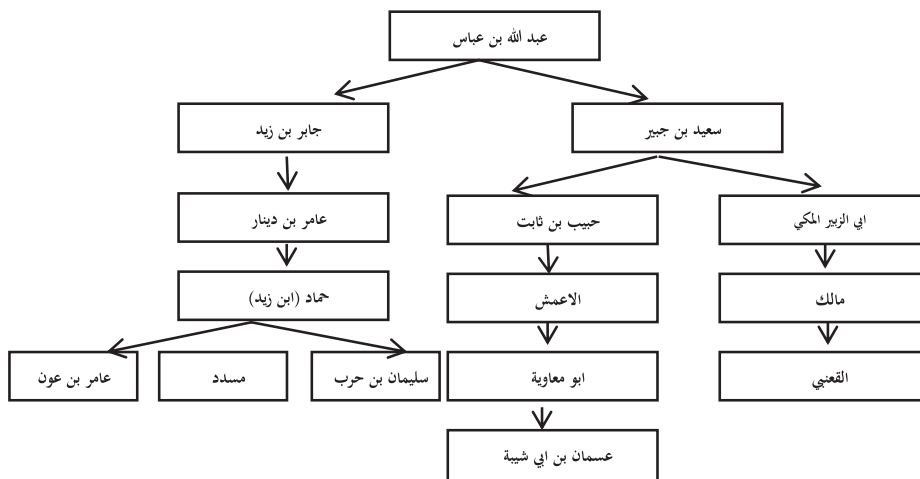 عبد الله بن عباس
سعيد بن جبير
جابر بن زيد
ابي الزبير المكي
حبيب بن ثابت
عامر بن دينار
مالك
الاعمش
حماد (ابن زيد)
القعنبي
ابو معاوية
سليمان بن حرب
مسدد
عامر بن عون
عسمان بن ابي شيبة